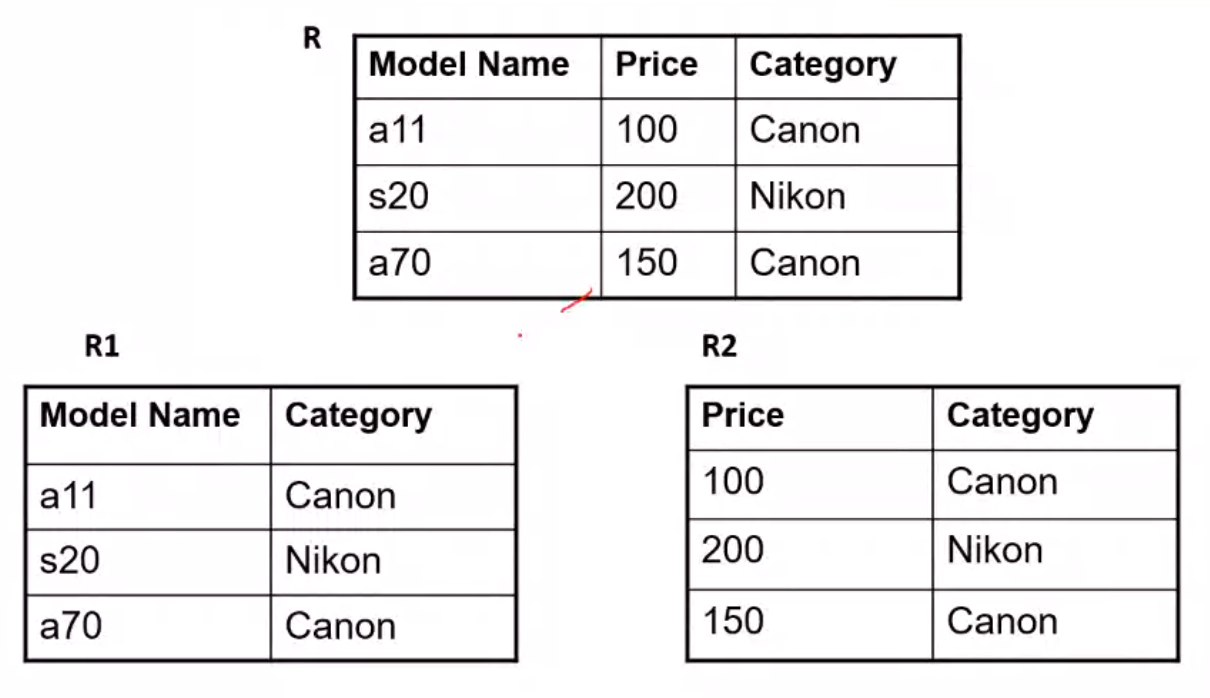 R
Model Name Price Category
a11 100 Canon
s20 200 Nikon
a70 150 Canon
R1
Model Name Category
a11 Canon
s20 Nikon
a70 Canon
R2
Price Category
100 Canon
200 Nikon
150 Canon